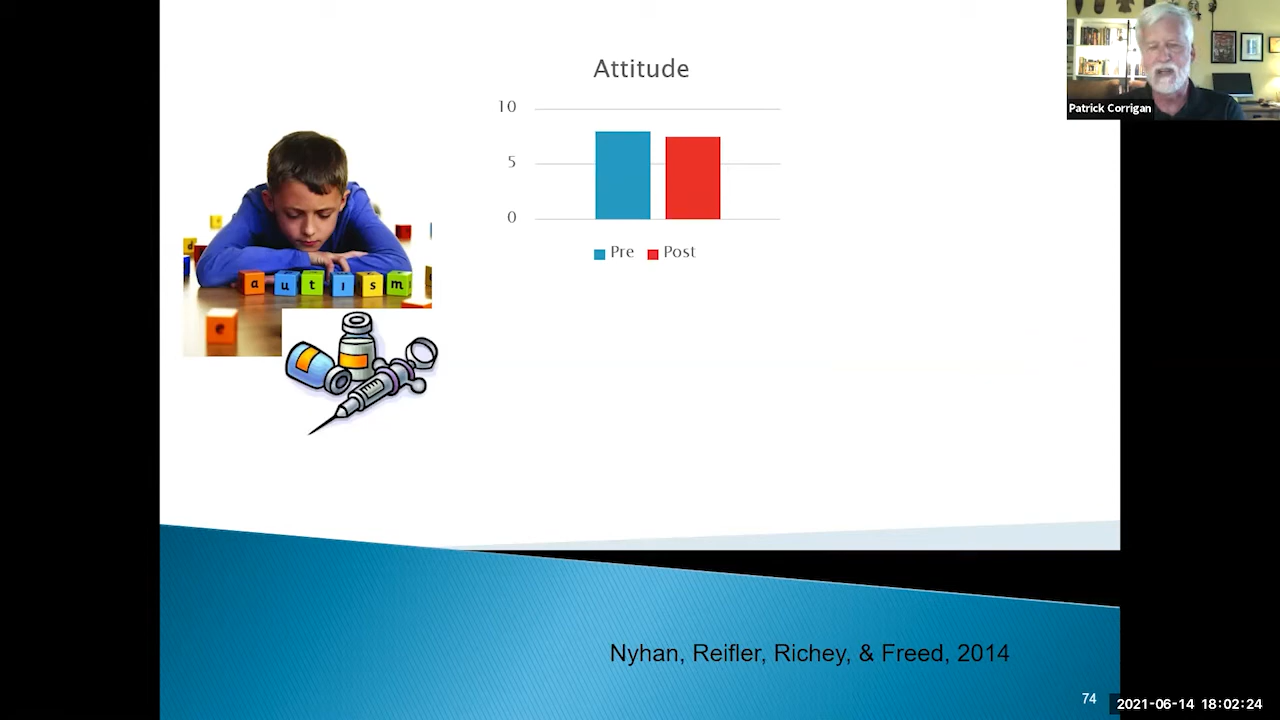 Attitude
10
5
0
Pre Post
Patrick Corrigan
d
a u t i s m
e
Nyhan, Reifler, Richey, & Freed, 2014
74
2021-06-14 18:02:24